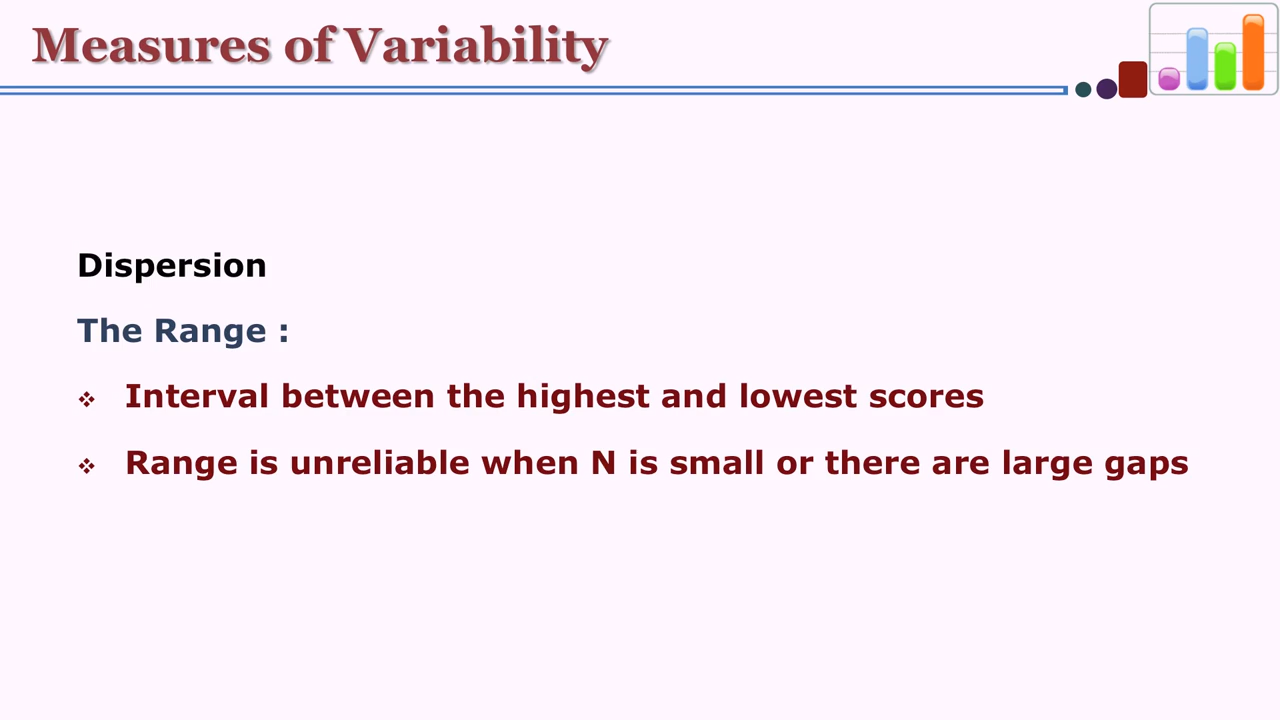 Measures of Variability
Dispersion
The Range :
❖ Interval between the highest and lowest scores
❖ Range is unreliable when N is small or there are large gaps